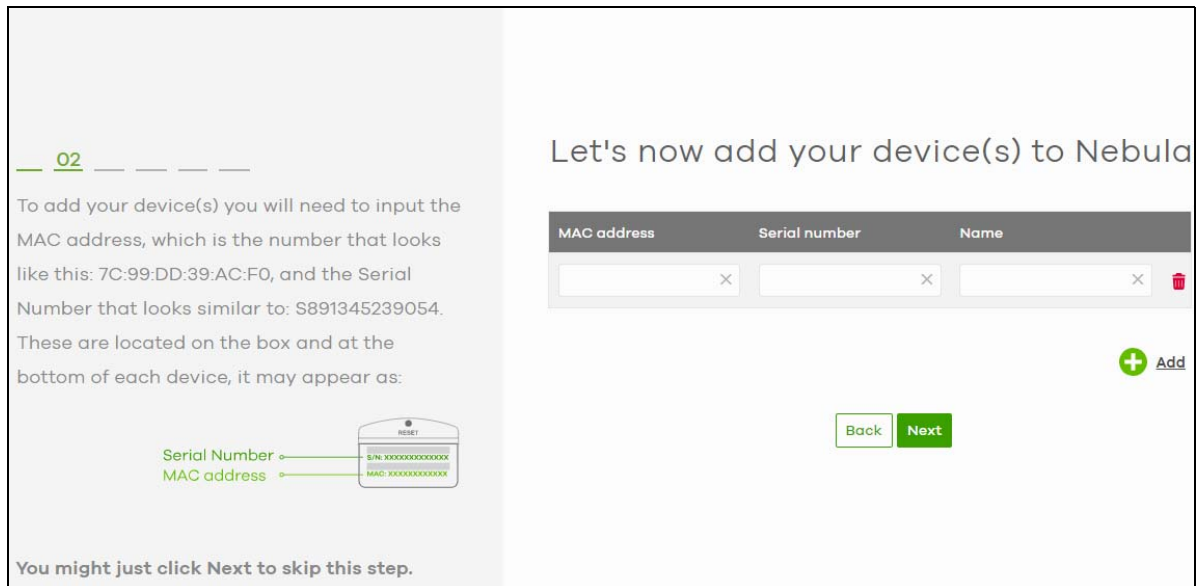 02
To add your device(s) you will need to input the
MAC address, which is the number that looks
like this: 7C:99:DD:39:AC:F0, and the Serial
Number that looks similar to: S891345239054.
These are located on the box and at the
bottom of each device, it may appear as:
RESET
Serial Number
S/N: XXXXXXXXXXXXX
MAC address
MAC: XXXXXXXXXXXX
You might just click Next to skip this step.
Let's now add your device(s) to Nebula
MAC address Serial number Name
Add
Back Next